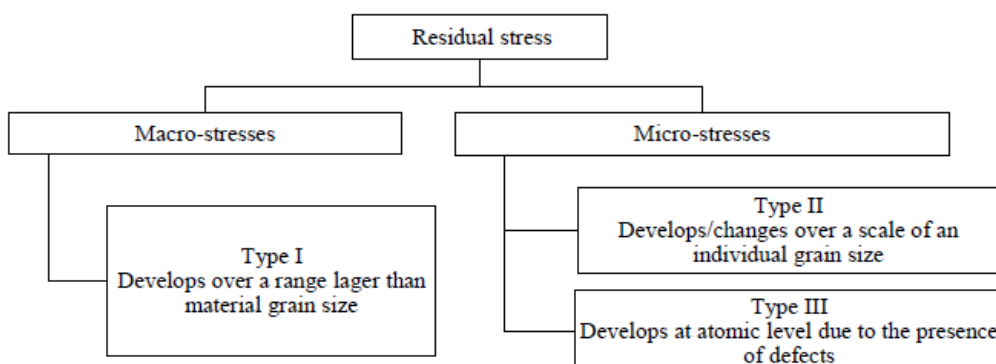 Residual stress
Macro-stresses
Micro-stresses
Type I
Develops over a range lager than
material grain size
Type II
Develops/changes over a scale of an
individual grain size
Type III
Develops at atomic level due to the presence
of defects